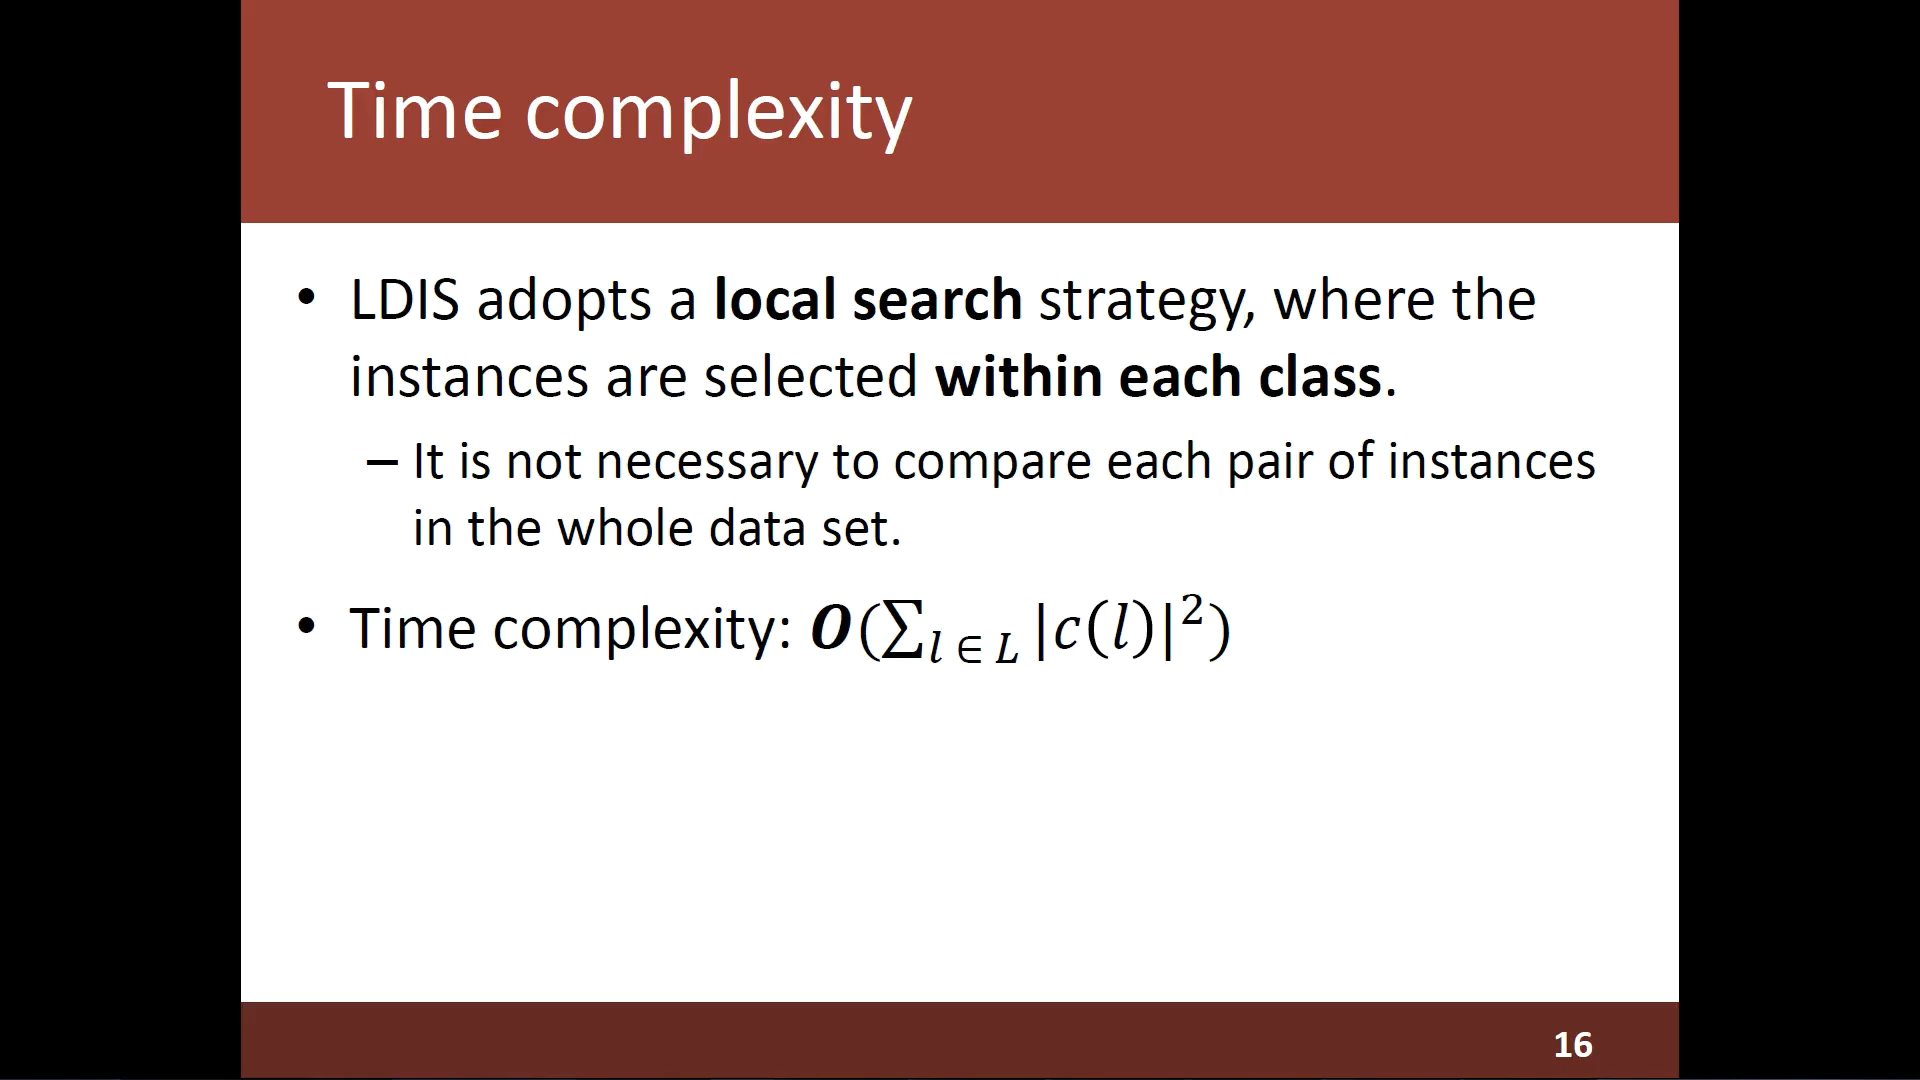 Time complexity
• LDIS adopts a local search strategy, where the
instances are selected within each class.
– It is not necessary to compare each pair of instances
in the whole data set.
• Time complexity: O(∑_{l ∈ L} |c(l)|²)
16